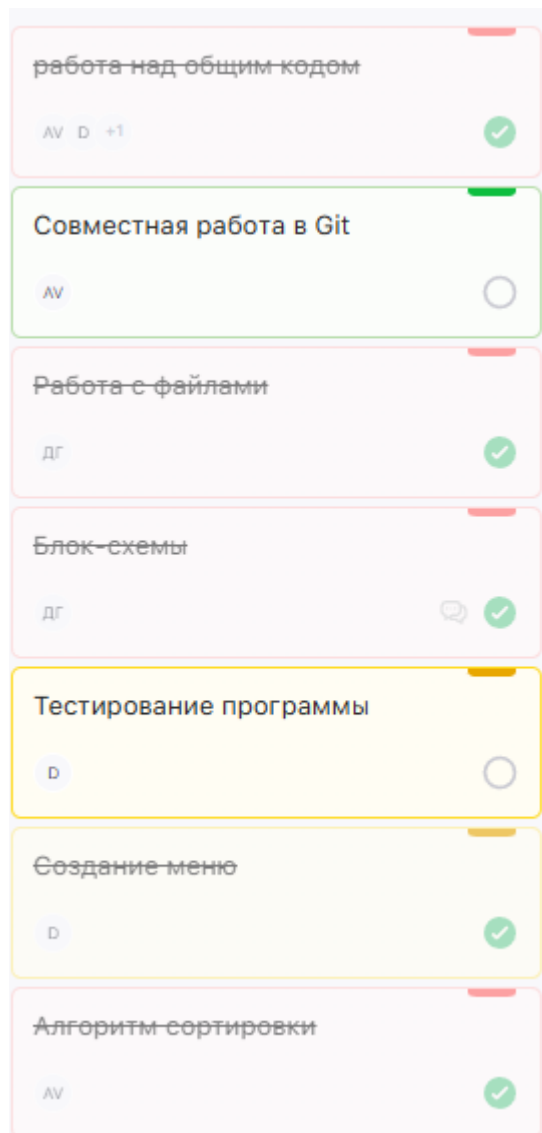 работа над общим кодом
AV D +1
Совместная работа в Git
AV
Работа с файлами
ДГ
Блок-схемы
ДГ
Тестирование программы
D
Создание меню
D
Алгоритм сортировки
AV